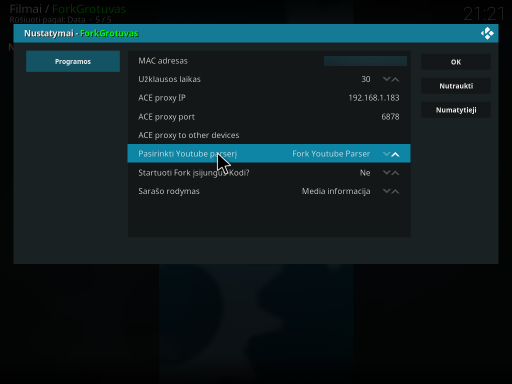 Filmai / ForkGrotuvas
Rūšiuoti pagal: Data · 5 / 5
21:21
Nustatymai - ForkGrotuvas
Programos
MAC adresas
Užklausos laikas 30
ACE proxy IP 192.168.1.183
ACE proxy port 6878
ACE proxy to other devices
Pasirinkti Youtube parserį Fork Youtube Parser
Startuoti Fork įsijungus Kodi? Ne
Sarašo rodymas Media informacija
OK
Nutraukti
Numatytieji